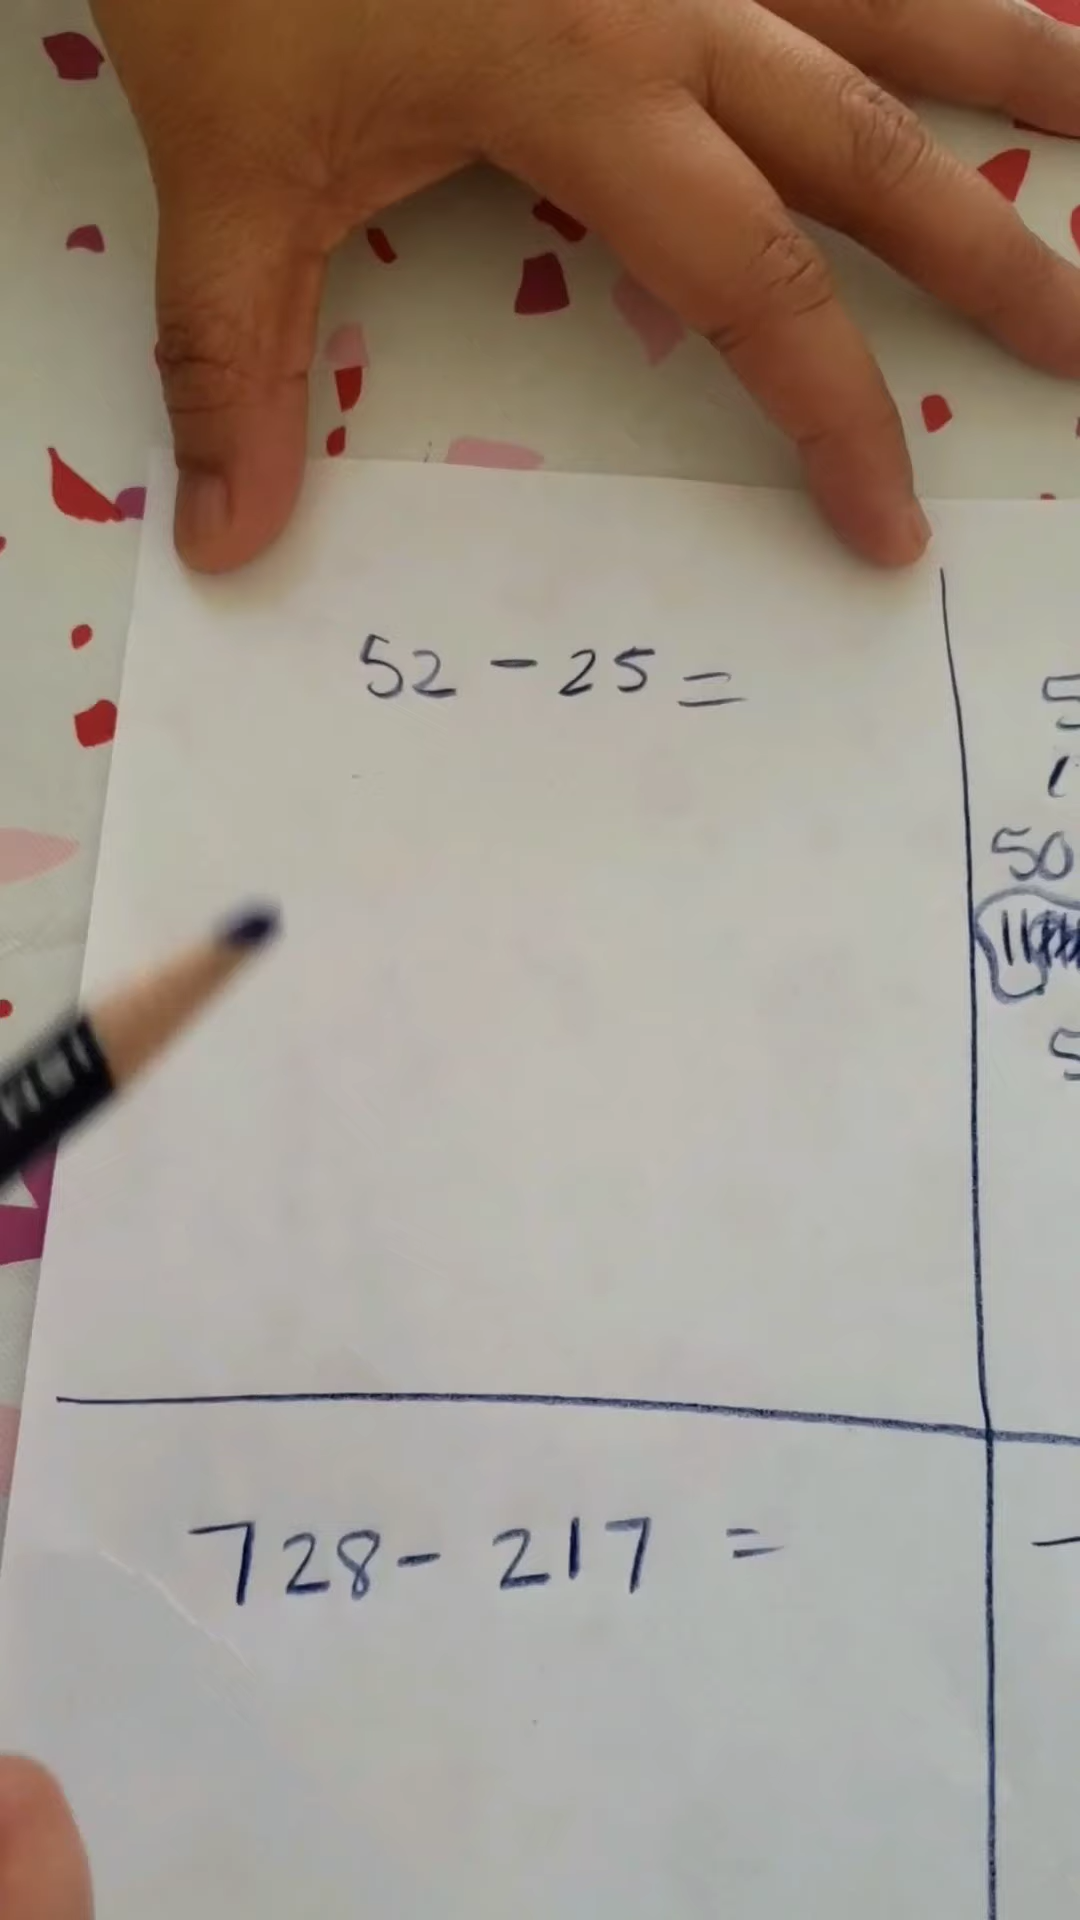 52 - 25 =
50
728 - 217 =